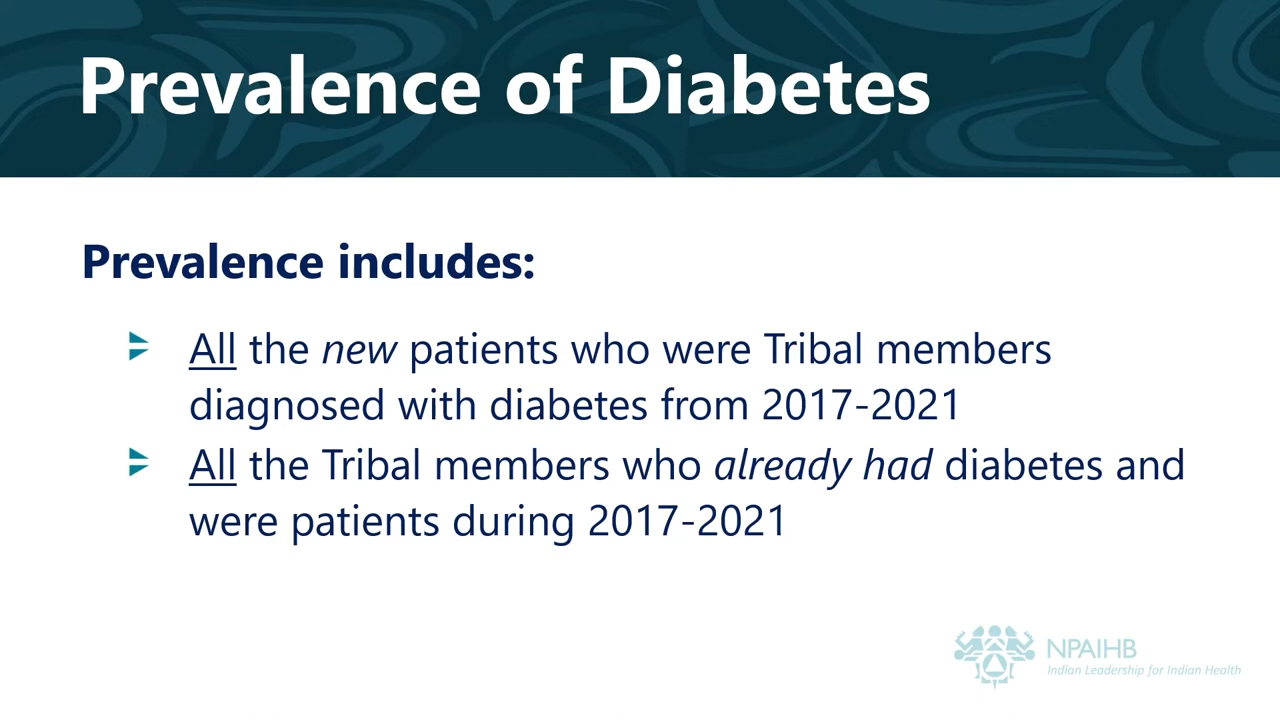 Prevalence of Diabetes
Prevalence includes:
All the new patients who were Tribal members
diagnosed with diabetes from 2017-2021
All the Tribal members who already had diabetes and
were patients during 2017-2021
NPAIHB
Indian Leadership for Indian Health